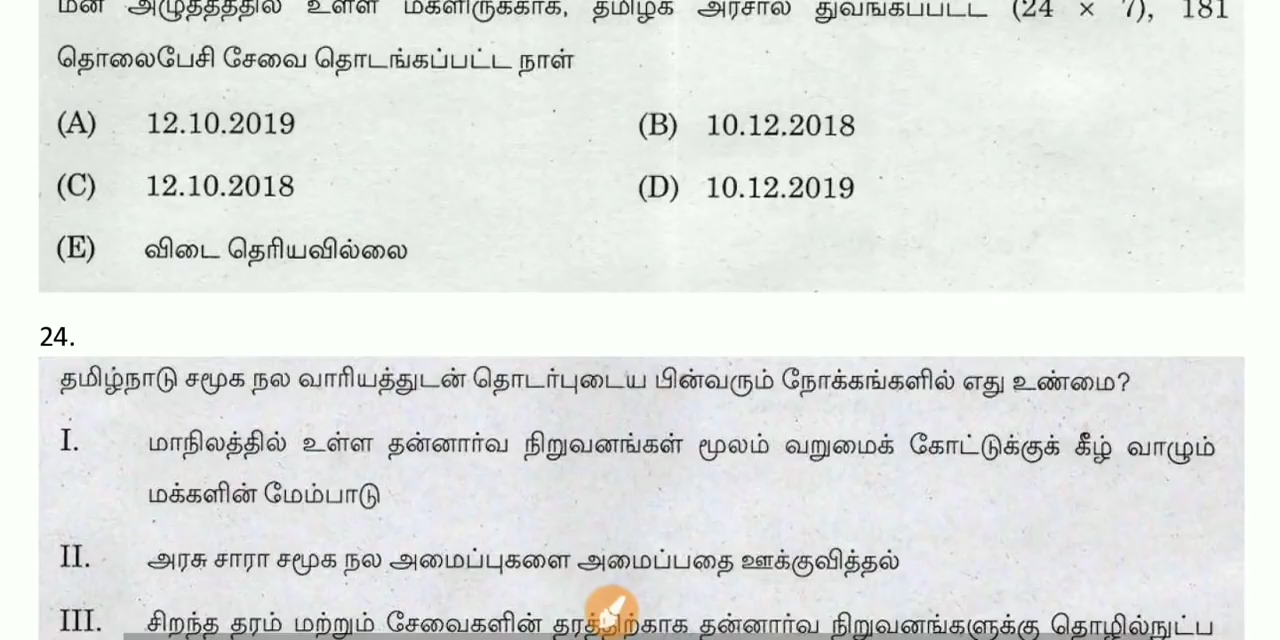 மன அழுத்தத்தில் உள்ள மகளிருக்காக, தமிழக அரசால் துவங்கப்பட்ட (24 × 7), 181
தொலைபேசி சேவை தொடங்கப்பட்ட நாள்
(A) 12.10.2019 (B) 10.12.2018
(C) 12.10.2018 (D) 10.12.2019
(E) விடை தெரியவில்லை
24.
தமிழ்நாடு சமூக நல வாரியத்துடன் தொடர்புடைய பின்வரும் நோக்கங்களில் எது உண்மை?
I. மாநிலத்தில் உள்ள தன்னார்வ நிறுவனங்கள் மூலம் வறுமைக் கோட்டுக்குக் கீழ் வாழும்
மக்களின் மேம்பாடு
II. அரசு சாரா சமூக நல அமைப்புகளை அமைப்பதை ஊக்குவித்தல்
III. சிறந்த தரம் மற்றும் சேவைகளின் தரத்திற்காக தன்னார்வ நிறுவனங்களுக்கு தொழில்நுட்ப